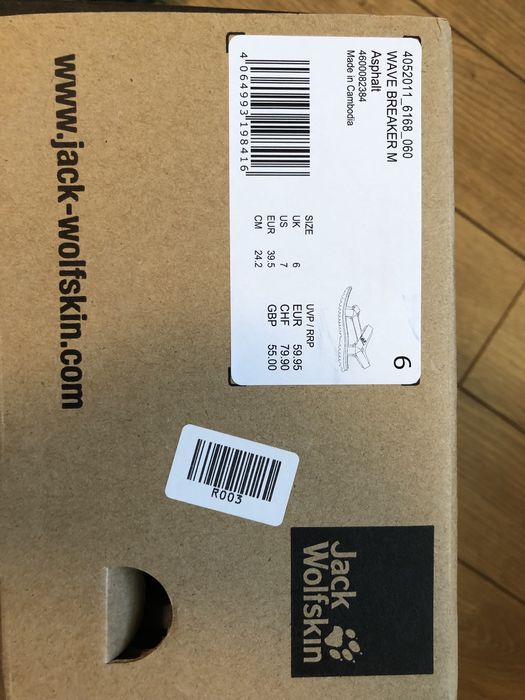 4052011_6168_060
WAVE BREAKER M
Asphalt
4600082384
Made in Cambodia
4 064993 198416
SIZE
UK 6
US 7
EUR 39.5
CM 24.2
6
UVP / RRP
EUR 59.95
CHF 79.90
GBP 55.00
www.jack-wolfskin.com
R003
Jack
Wolfskin